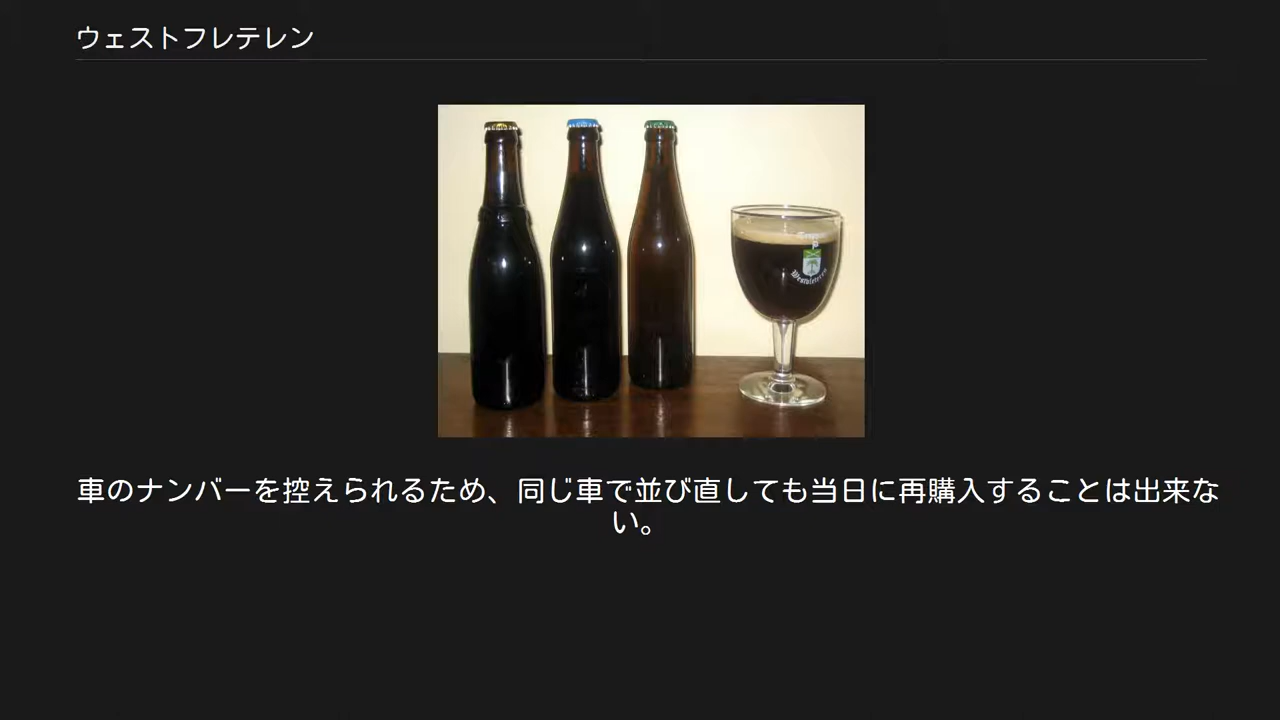 ウェストフレテレン
Trappist
Westvleteren
車のナンバーを控えられるため、同じ車で並び直しても当日に再購入することは出来な
い。